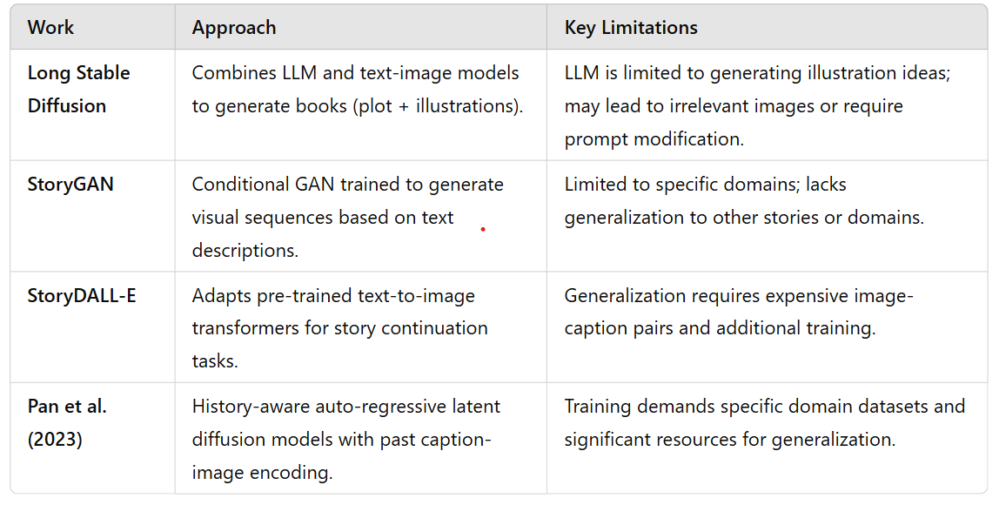 Work Approach Key Limitations
Long Stable Diffusion
Combines LLM and text-image models
to generate books (plot + illustrations).
LLM is limited to generating illustration ideas;
may lead to irrelevant images or require
prompt modification.
StoryGAN
Conditional GAN trained to generate
visual sequences based on text
descriptions.
Limited to specific domains; lacks
generalization to other stories or domains.
StoryDALL-E
Adapts pre-trained text-to-image
transformers for story continuation
tasks.
Generalization requires expensive image-
caption pairs and additional training.
Pan et al.
(2023)
History-aware auto-regressive latent
diffusion models with past caption-
image encoding.
Training demands specific domain datasets and
significant resources for generalization.